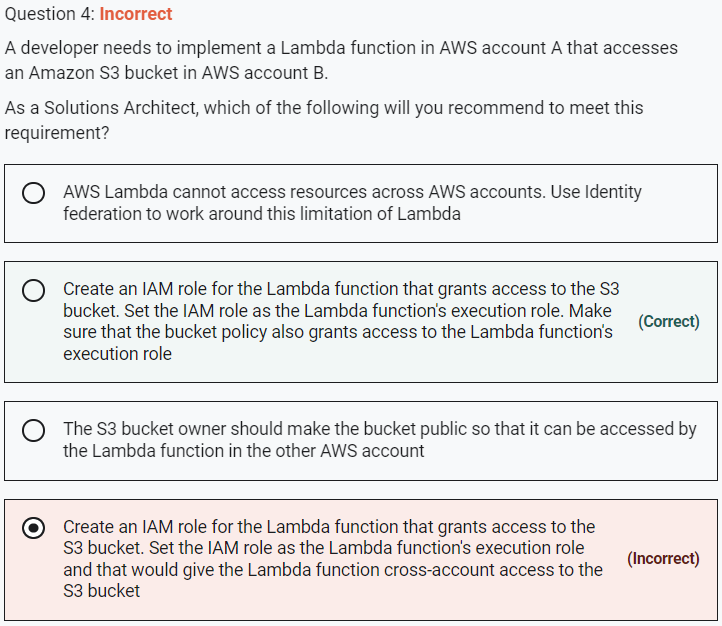 Question 4: Incorrect
A developer needs to implement a Lambda function in AWS account A that accesses
an Amazon S3 bucket in AWS account B.
As a Solutions Architect, which of the following will you recommend to meet this
requirement?
AWS Lambda cannot access resources across AWS accounts. Use Identity
federation to work around this limitation of Lambda
Create an IAM role for the Lambda function that grants access to the S3
bucket. Set the IAM role as the Lambda function's execution role. Make
sure that the bucket policy also grants access to the Lambda function's
execution role
(Correct)
The S3 bucket owner should make the bucket public so that it can be accessed by
the Lambda function in the other AWS account
Create an IAM role for the Lambda function that grants access to the
S3 bucket. Set the IAM role as the Lambda function's execution role
and that would give the Lambda function cross-account access to the
S3 bucket
(Incorrect)